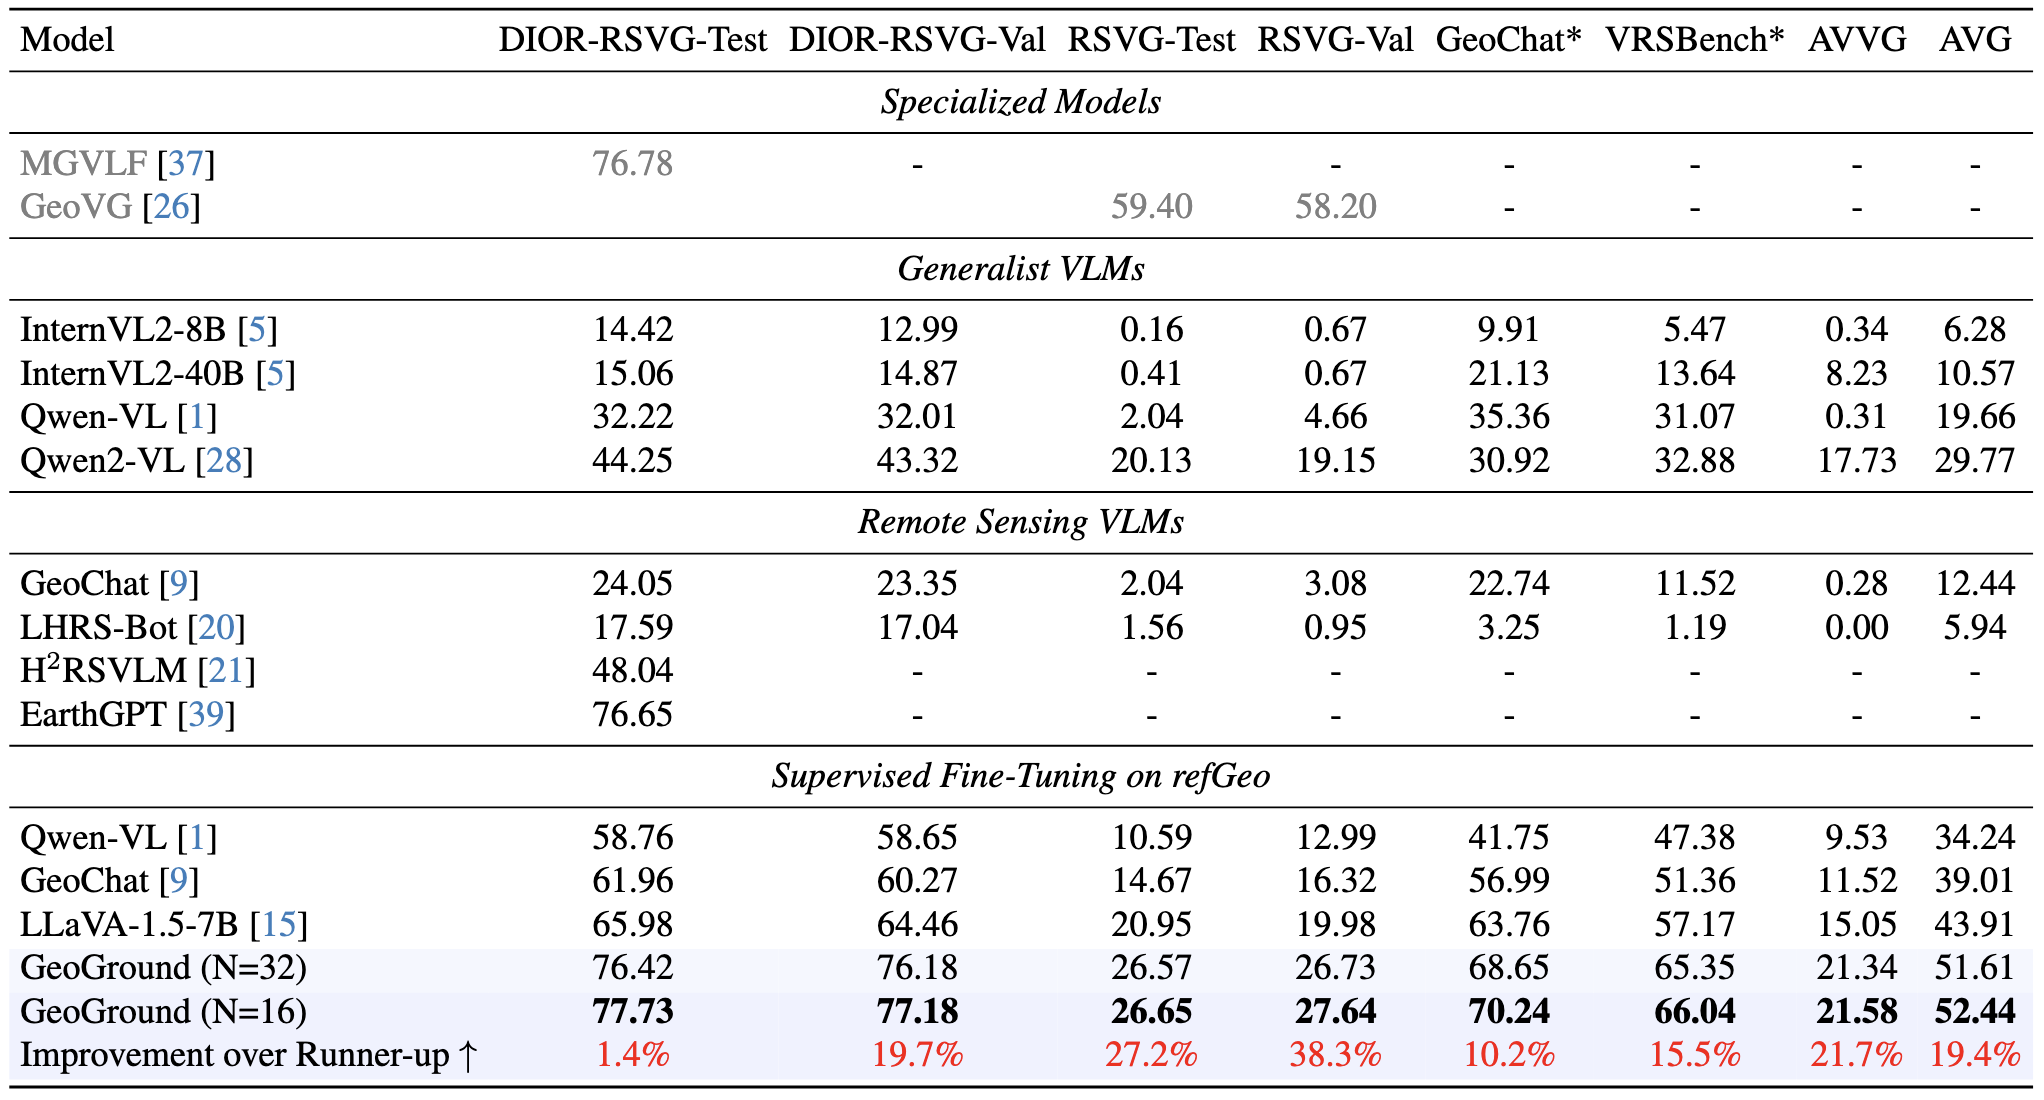 Model DIOR-RSVG-Test DIOR-RSVG-Val RSVG-Test RSVG-Val GeoChat* VRSBench* AVVG AVG
Specialized Models
MGVLF [37] 76.78 - - - - - -
GeoVG [26] 59.40 58.20 - - - -
Generalist VLMs
InternVL2-8B [5] 14.42 12.99 0.16 0.67 9.91 5.47 0.34 6.28
InternVL2-40B [5] 15.06 14.87 0.41 0.67 21.13 13.64 8.23 10.57
Qwen-VL [1] 32.22 32.01 2.04 4.66 35.36 31.07 0.31 19.66
Qwen2-VL [28] 44.25 43.32 20.13 19.15 30.92 32.88 17.73 29.77
Remote Sensing VLMs
GeoChat [9] 24.05 23.35 2.04 3.08 22.74 11.52 0.28 12.44
LHRS-Bot [20] 17.59 17.04 1.56 0.95 3.25 1.19 0.00 5.94
H²RSVLM [21] 48.04 - - - - - - -
EarthGPT [39] 76.65 - - - - - - -
Supervised Fine-Tuning on refGeo
Qwen-VL [1] 58.76 58.65 10.59 12.99 41.75 47.38 9.53 34.24
GeoChat [9] 61.96 60.27 14.67 16.32 56.99 51.36 11.52 39.01
LLaVA-1.5-7B [15] 65.98 64.46 20.95 19.98 63.76 57.17 15.05 43.91
GeoGround (N=32) 76.42 76.18 26.57 26.73 68.65 65.35 21.34 51.61
GeoGround (N=16) 77.73 77.18 26.65 27.64 70.24 66.04 21.58 52.44
Improvement over Runner-up ↑ 1.4% 19.7% 27.2% 38.3% 10.2% 15.5% 21.7% 19.4%